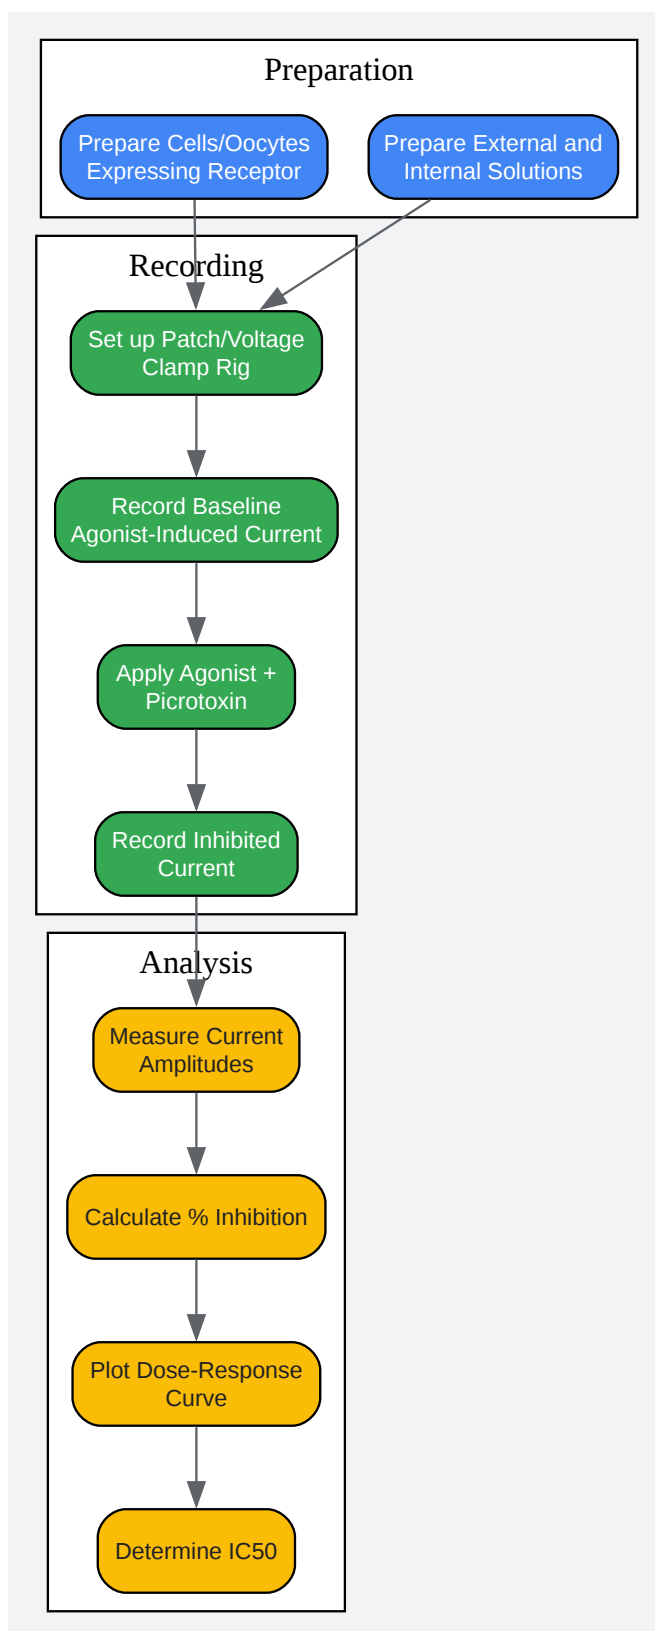 Preparation
Prepare Cells/Oocytes
Expressing Receptor
Prepare External and
Internal Solutions
Recording
Set up Patch/Voltage
Clamp Rig
Record Baseline
Agonist-Induced Current
Apply Agonist +
Picrotoxin
Record Inhibited
Current
Analysis
Measure Current
Amplitudes
Calculate % Inhibition
Plot Dose-Response
Curve
Determine IC50